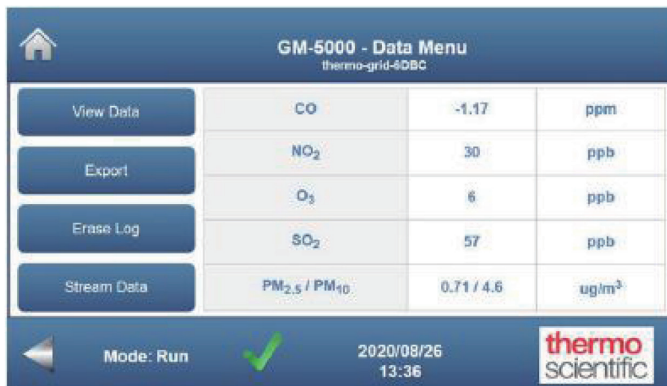 GM-5000 - Data Menu
thermo-grid-6DBC
View Data
CO -1.17 ppm
NO₂ 30 ppb
Export
O₃ 6 ppb
Erase Log
SO₂ 57 ppb
Stream Data
PM₂.₅ / PM₁₀ 0.71 / 4.6 ug/m³
Mode: Run
2020/08/26
13:36
thermo
scientific